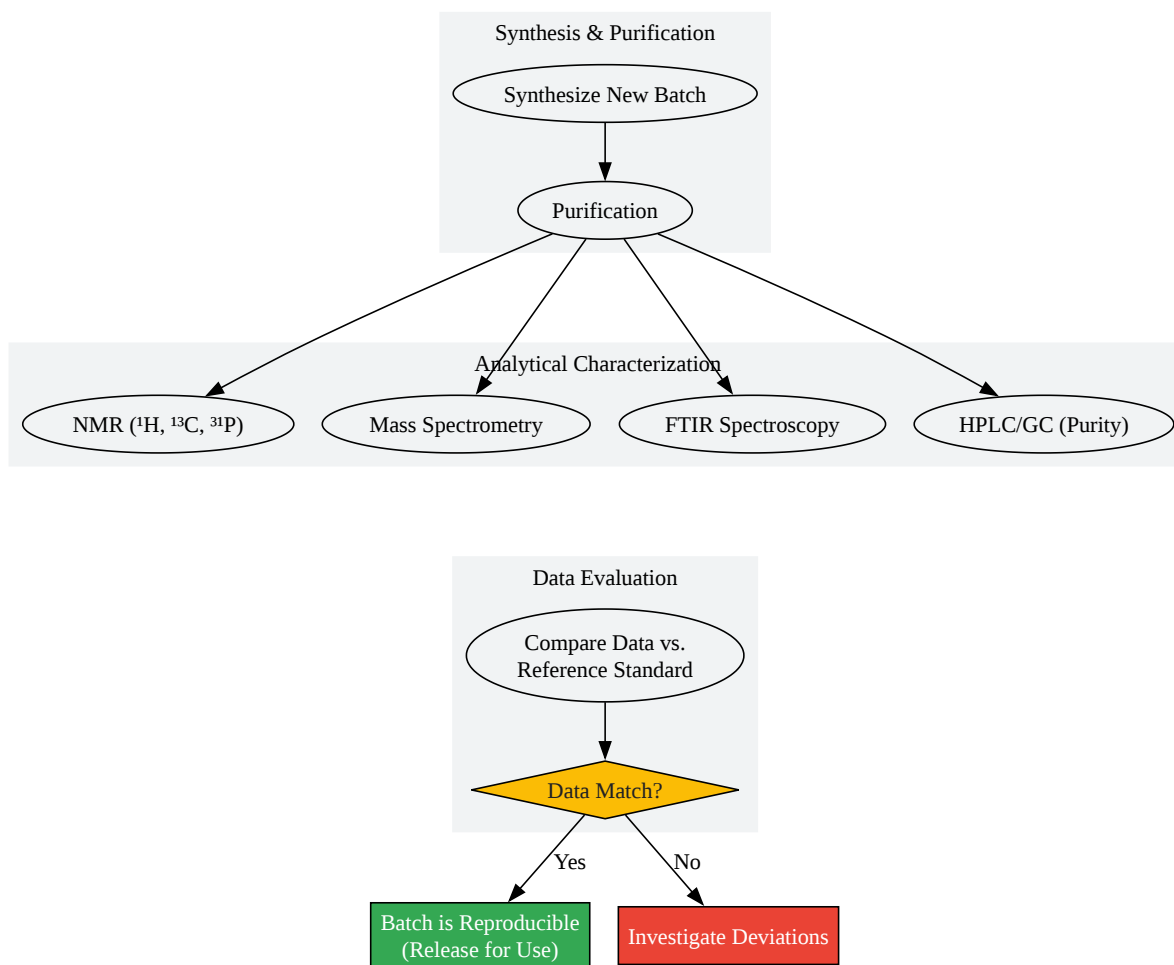 Synthesis & Purification
Synthesize New Batch
Purification
Analytical Characterization
NMR (¹H, ¹³C, ³¹P)
Mass Spectrometry
FTIR Spectroscopy
HPLC/GC (Purity)
Data Evaluation
Compare Data vs.
Reference Standard
Data Match?
Yes
No
Batch is Reproducible
(Release for Use)
Investigate Deviations